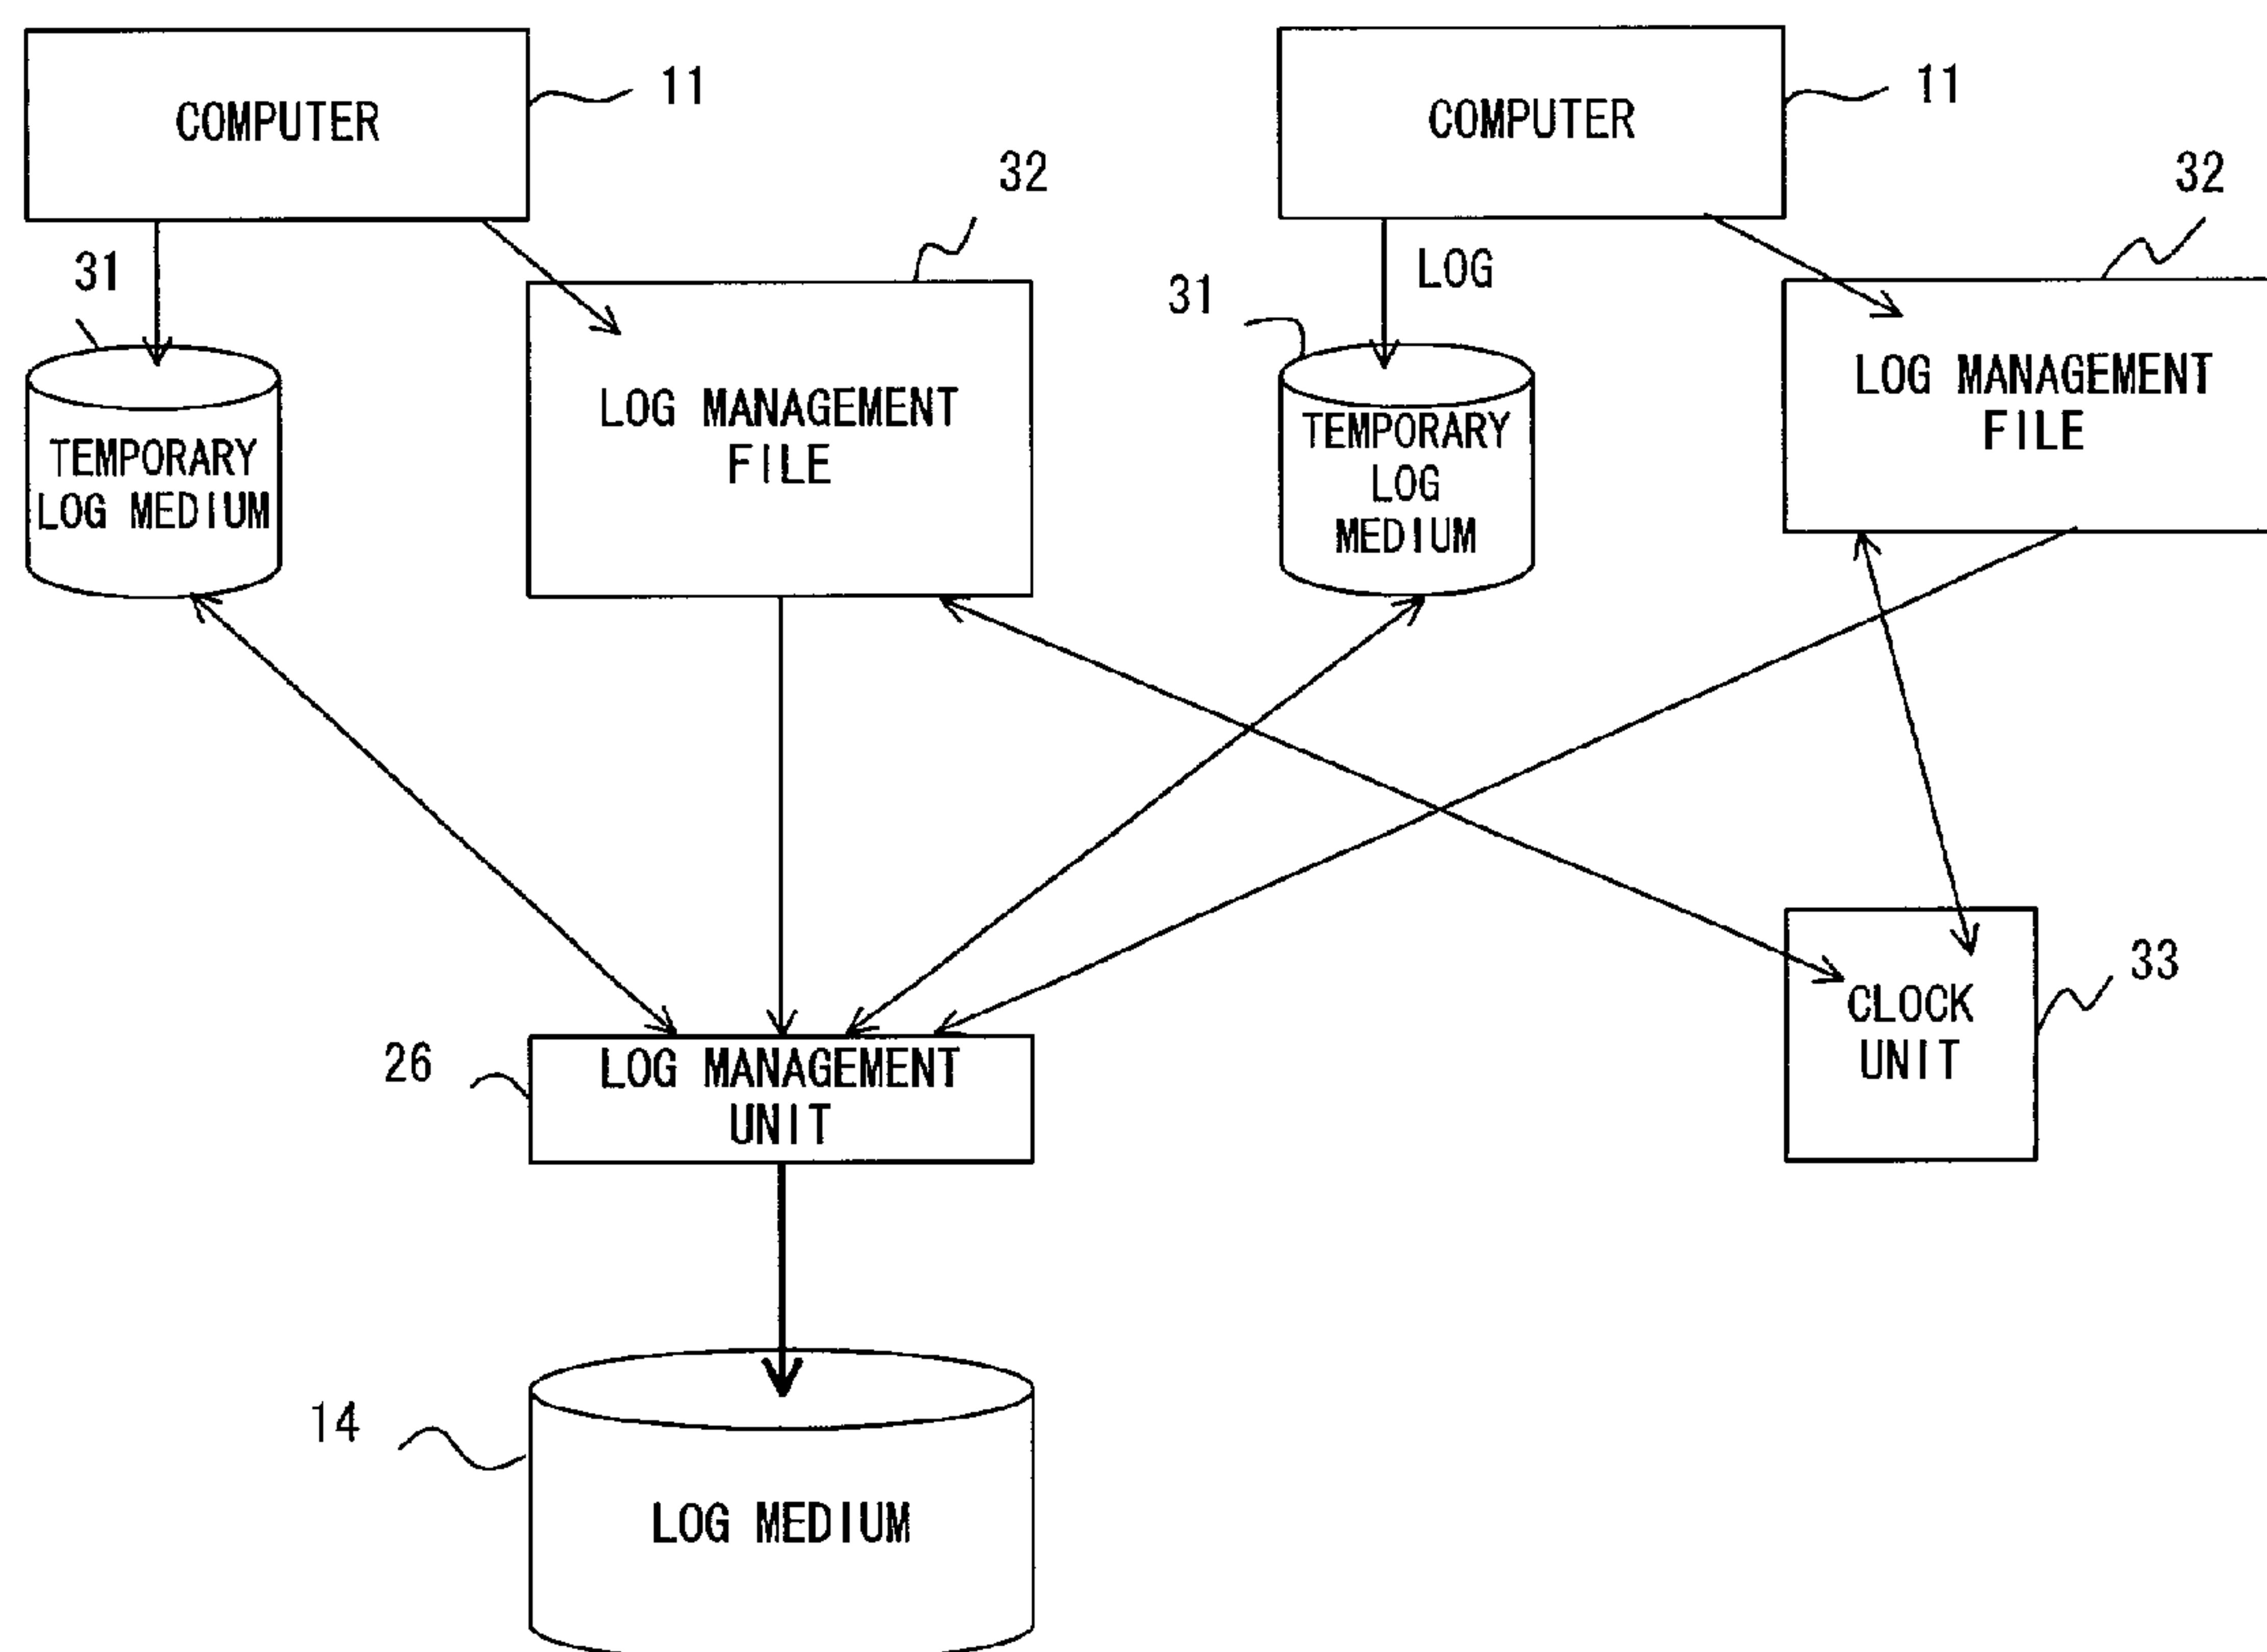 COMPUTER
11
COMPUTER
11
32
32
31
LOG
31
LOG MANAGEMENT
FILE
LOG MANAGEMENT
FILE
TEMPORARY
LOG MEDIUM
TEMPORARY
LOG
MEDIUM
33
CLOCK
UNIT
26
LOG MANAGEMENT
UNIT
14
LOG MEDIUM